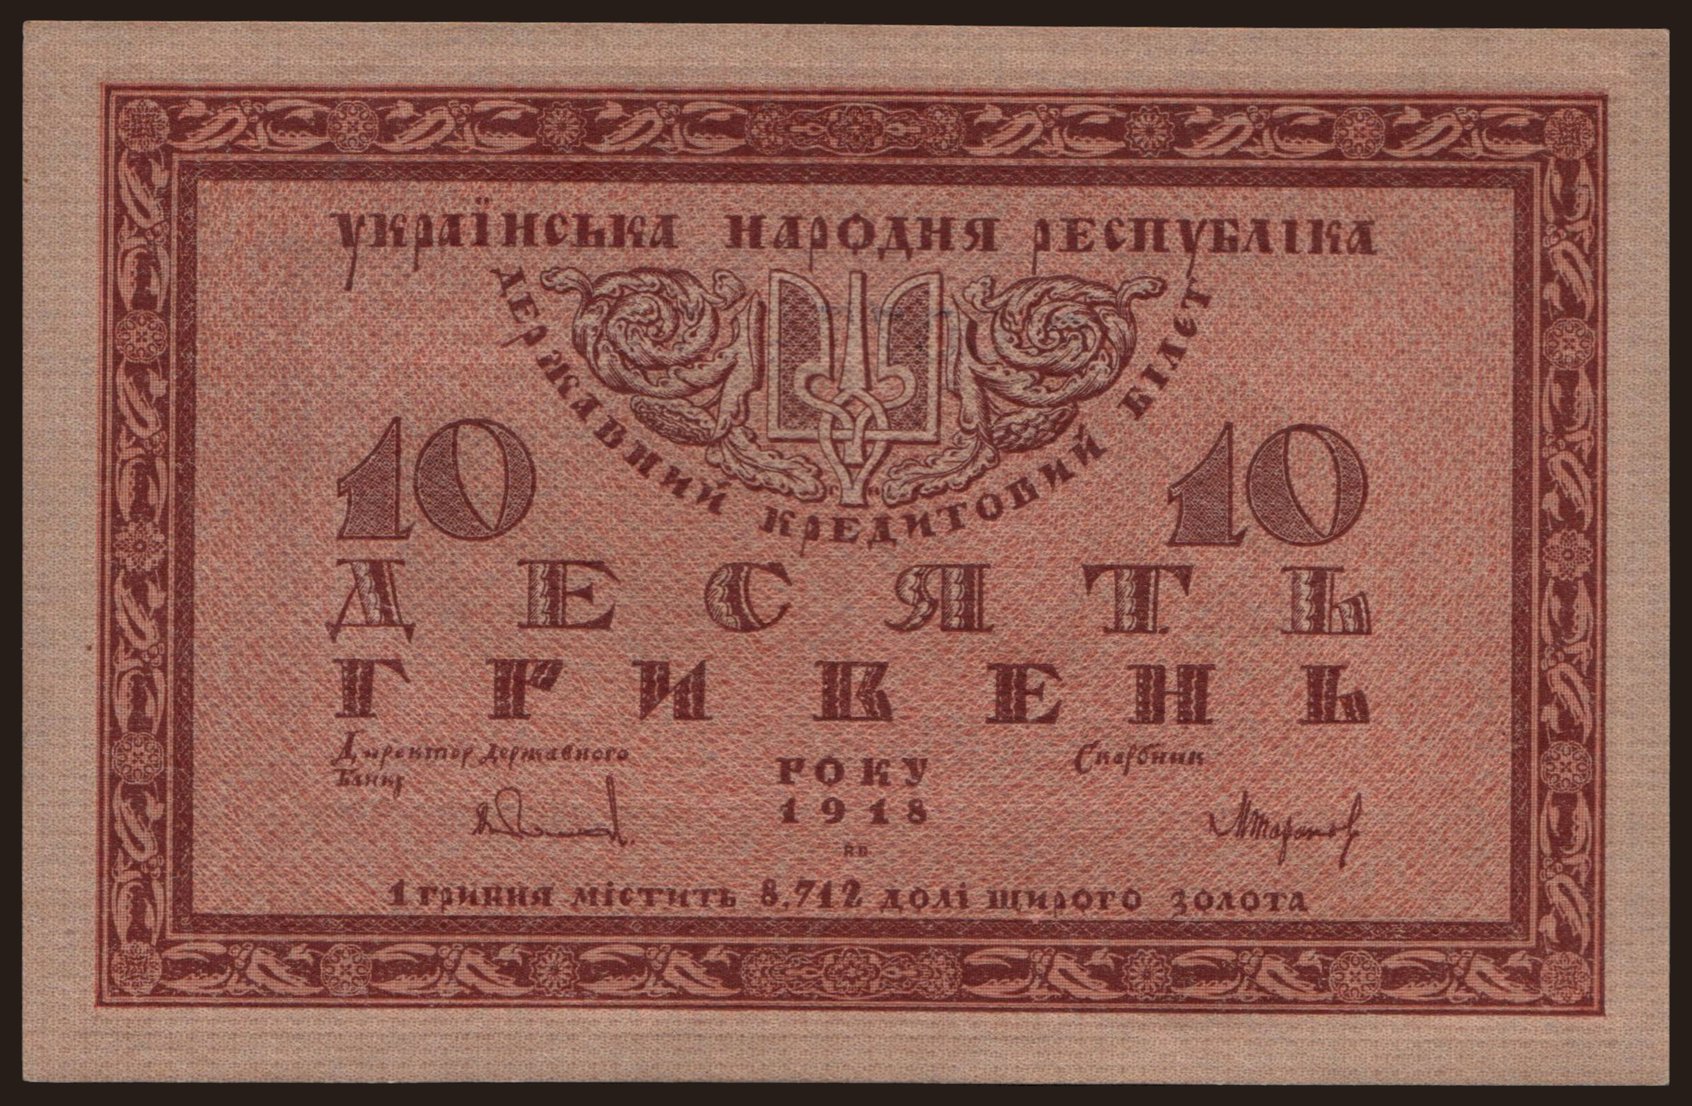 УКРАЇНСЬКА НАРОДНЯ РЕСПУБЛІКА
ДЕРЖАВНИЙ КРЕДИТОВИЙ БІЛЄТ
10 10
ДЕСЯТЬ
ГРИВЕНЬ
Директор Державного
Банку
Скарбник
РОКУ
1918
1 гривня містить 8,712 долі щирого золота